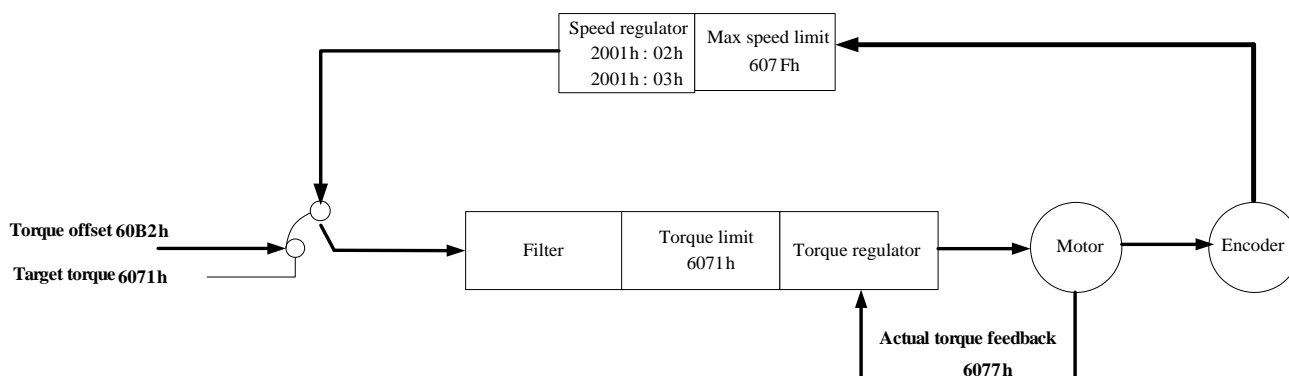 Speed regulator
2001h : 02h
2001h : 03h
Max speed limit
607Fh
Torque offset 60B2h
Target torque 6071h
Filter
Torque limit
6071h
Torque regulator
Motor
Encoder
Actual torque feedback
6077h